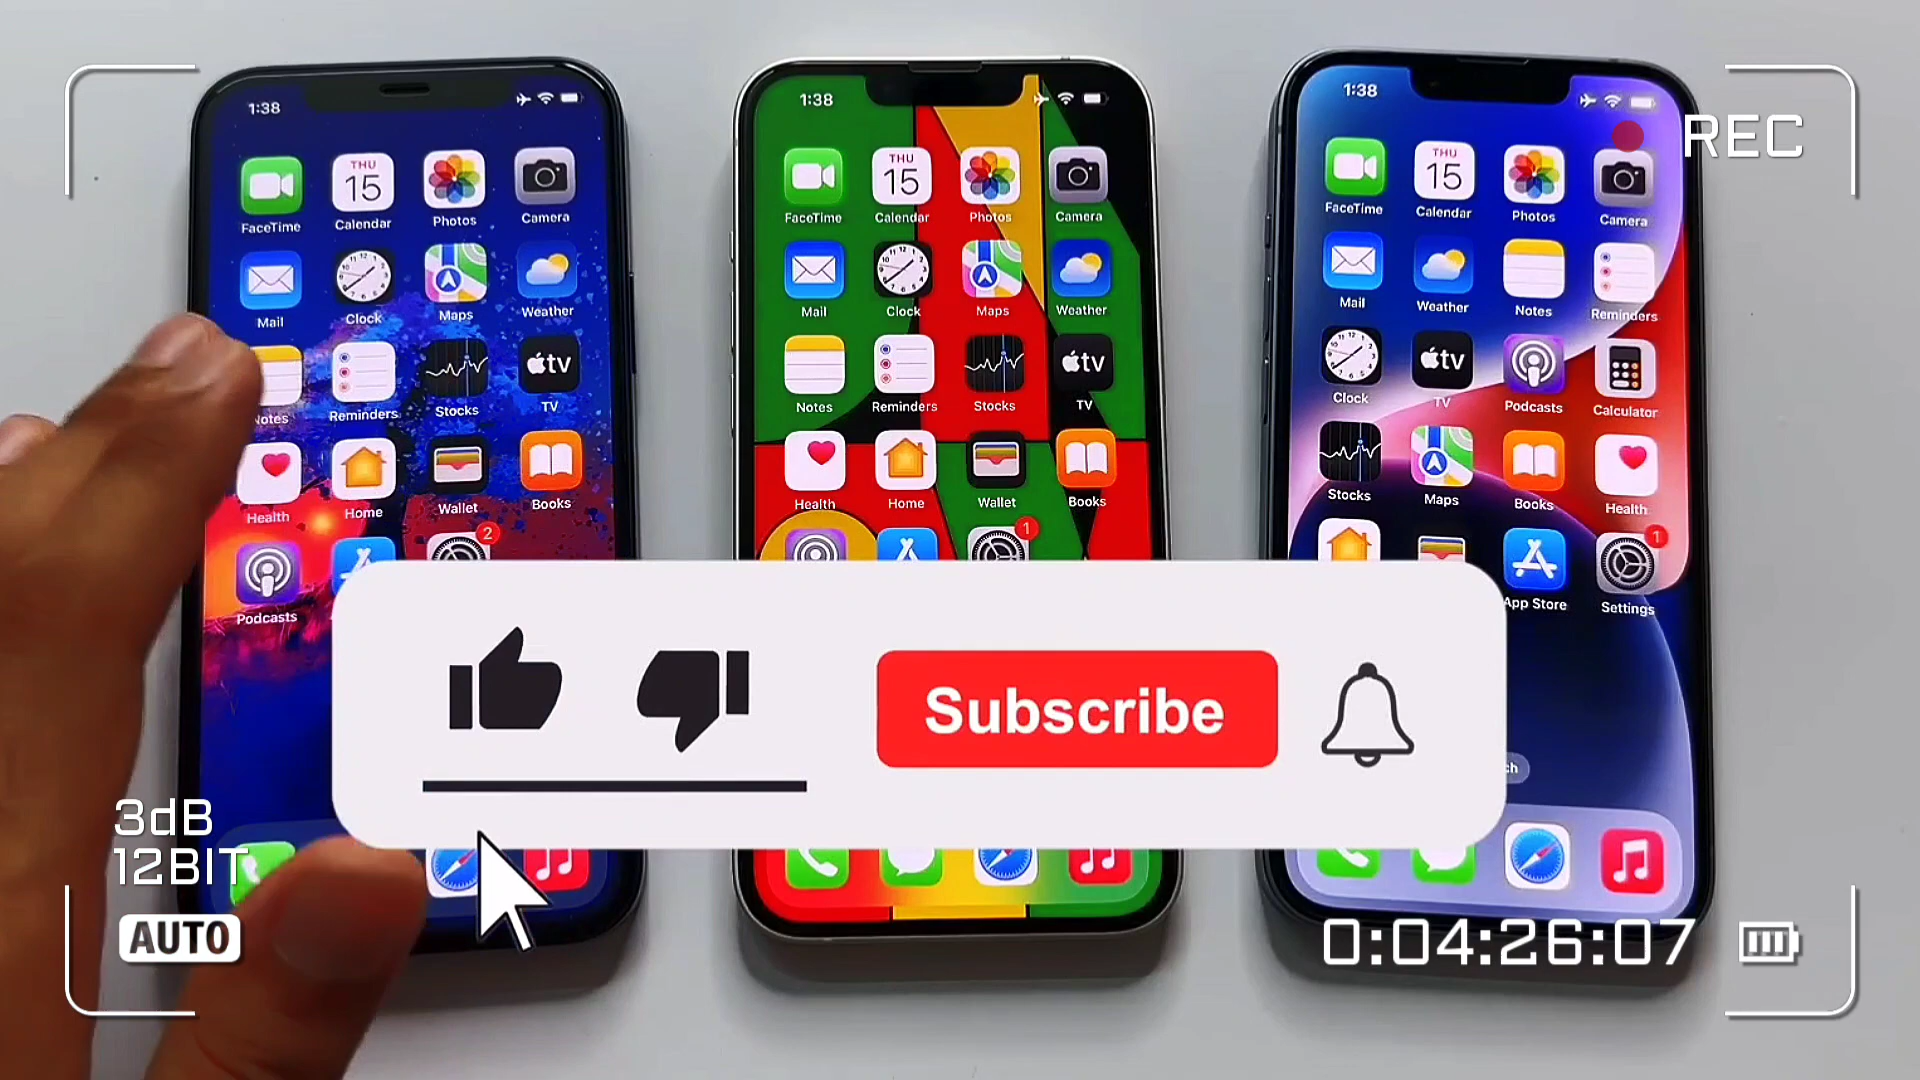 1:38
1:38
1:38
REC
THU
15
FaceTime
Calendar
Photos
Camera
Mail
Clock
Maps
Weather
Notes
Reminders
Stocks
tv
TV
Health
Home
Wallet
Books
2
Podcasts
THU
15
FaceTime
Calendar
Photos
Camera
Mail
Clock
Maps
Weather
Notes
Reminders
Stocks
tv
TV
Health
Home
Wallet
Books
1
THU
15
FaceTime
Calendar
Photos
Camera
Mail
Weather
Notes
Reminders
Clock
tv
TV
Podcasts
Calculator
Stocks
Maps
Books
Health
1
App Store
Settings
Subscribe
3dB
12BIT
AUTO
0:04:26:07